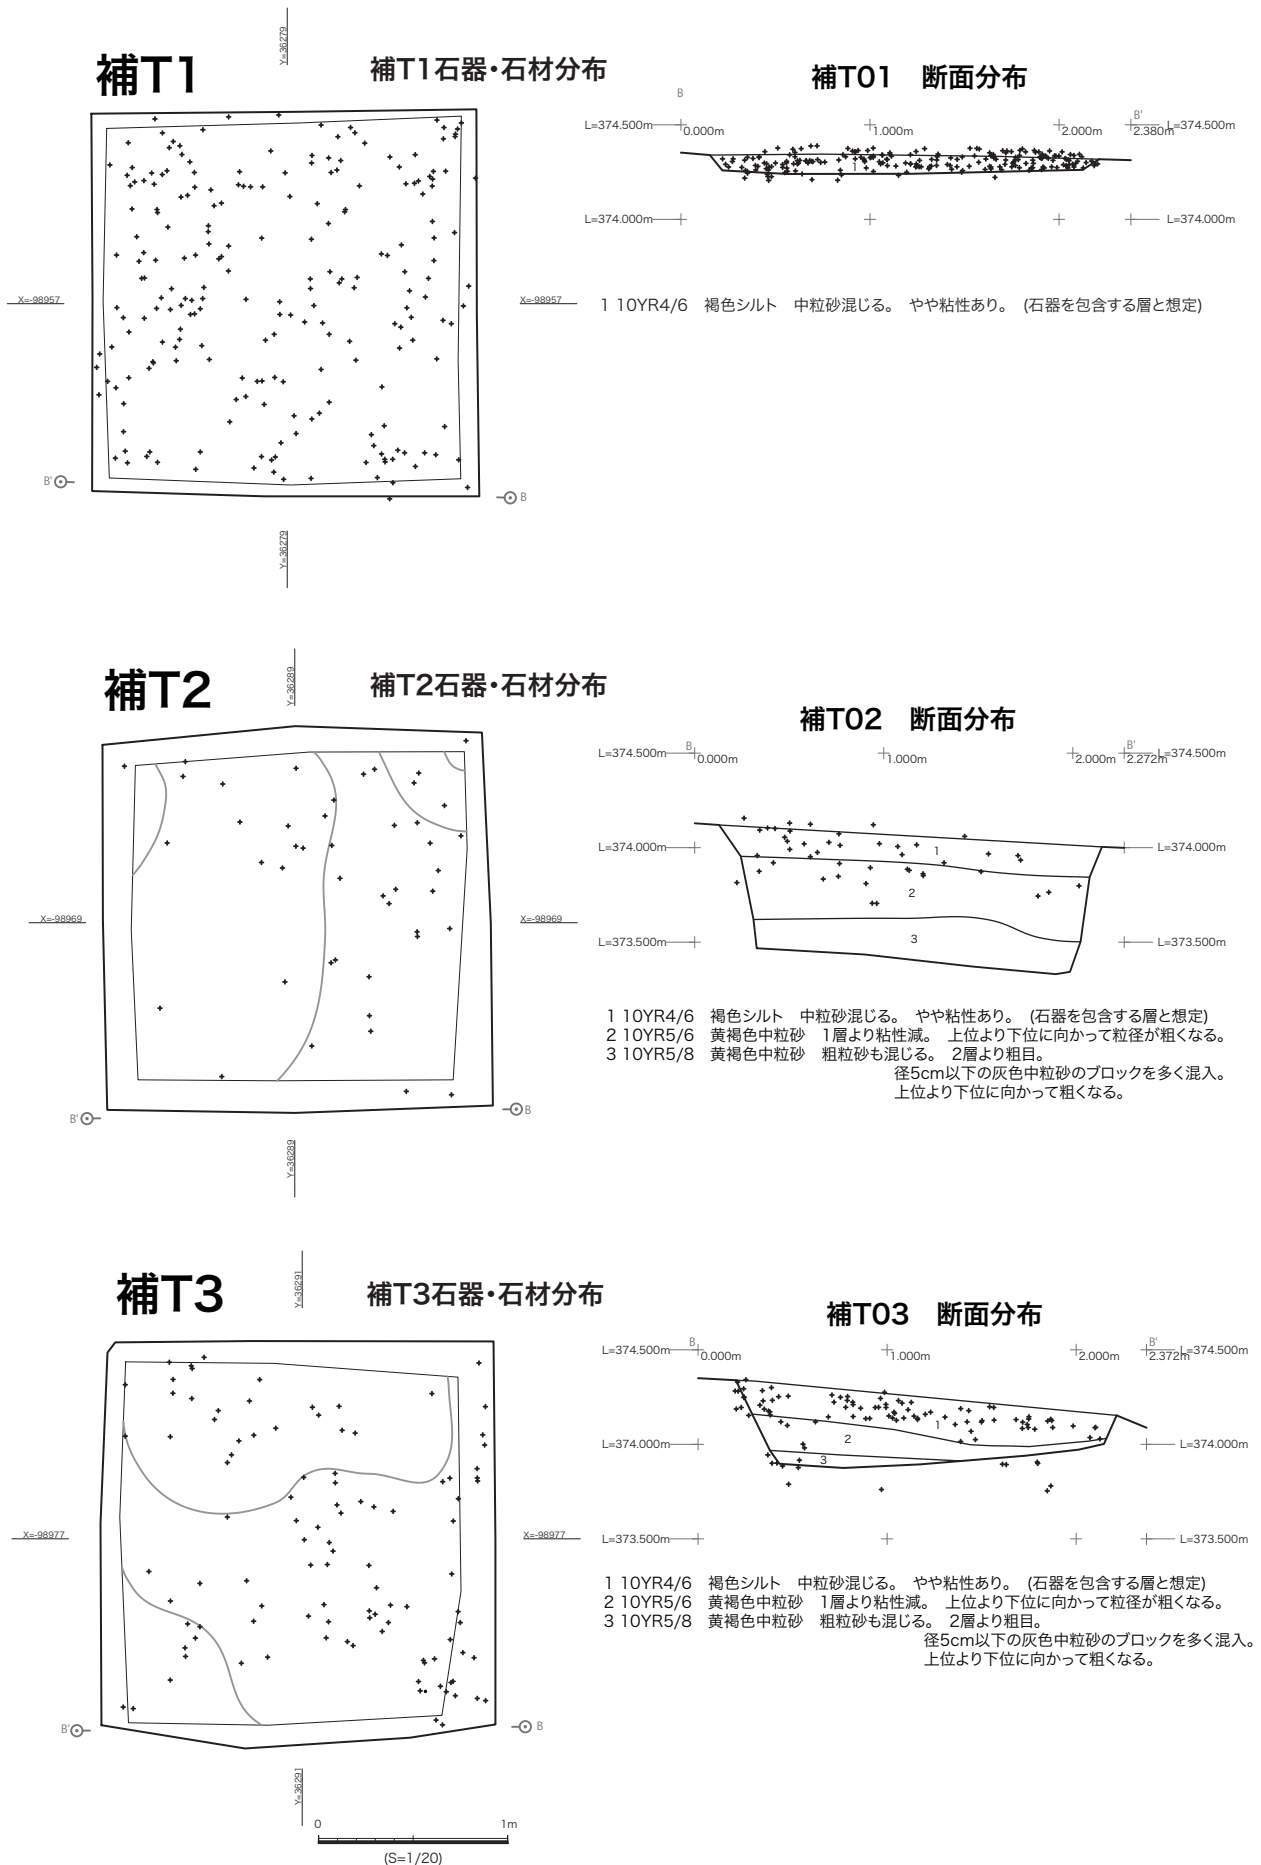 Y=36279
補T1
補T1石器・石材分布
補T01　断面分布
B
B'
L=374.500m
0.000m
1.000m
2.000m
2.380m
L=374.500m
1
L=374.000m
L=374.000m
X=-98957
X=-98957
1 10YR4/6　褐色シルト　中粒砂混じる。　やや粘性あり。　(石器を包含する層と想定)
B'
B
Y=36279
Y=36289
補T2
補T2石器・石材分布
補T02　断面分布
B
B'
L=374.500m
0.000m
1.000m
2.000m
2.272m
L=374.500m
L=374.000m
1
L=374.000m
2
X=-98969
X=-98969
L=373.500m
3
L=373.500m
1 10YR4/6　褐色シルト　中粒砂混じる。　やや粘性あり。　(石器を包含する層と想定)
2 10YR5/6　黄褐色中粒砂　1層より粘性減。　上位より下位に向かって粒径が粗くなる。
3 10YR5/8　黄褐色中粒砂　粗粒砂も混じる。　2層より粗目。
径5cm以下の灰色中粒砂のブロックを多く混入。
上位より下位に向かって粗くなる。
B'
B
Y=36289
Y=36291
補T3
補T3石器・石材分布
補T03　断面分布
B
B'
L=374.500m
0.000m
1.000m
2.000m
2.372m
L=374.500m
1
2
L=374.000m
L=374.000m
3
X=-98977
X=-98977
L=373.500m
L=373.500m
1 10YR4/6　褐色シルト　中粒砂混じる。　やや粘性あり。　(石器を包含する層と想定)
2 10YR5/6　黄褐色中粒砂　1層より粘性減。　上位より下位に向かって粒径が粗くなる。
3 10YR5/8　黄褐色中粒砂　粗粒砂も混じる。　2層より粗目。
径5cm以下の灰色中粒砂のブロックを多く混入。
上位より下位に向かって粗くなる。
B'
B
Y=36291
0
1m
(S=1/20)